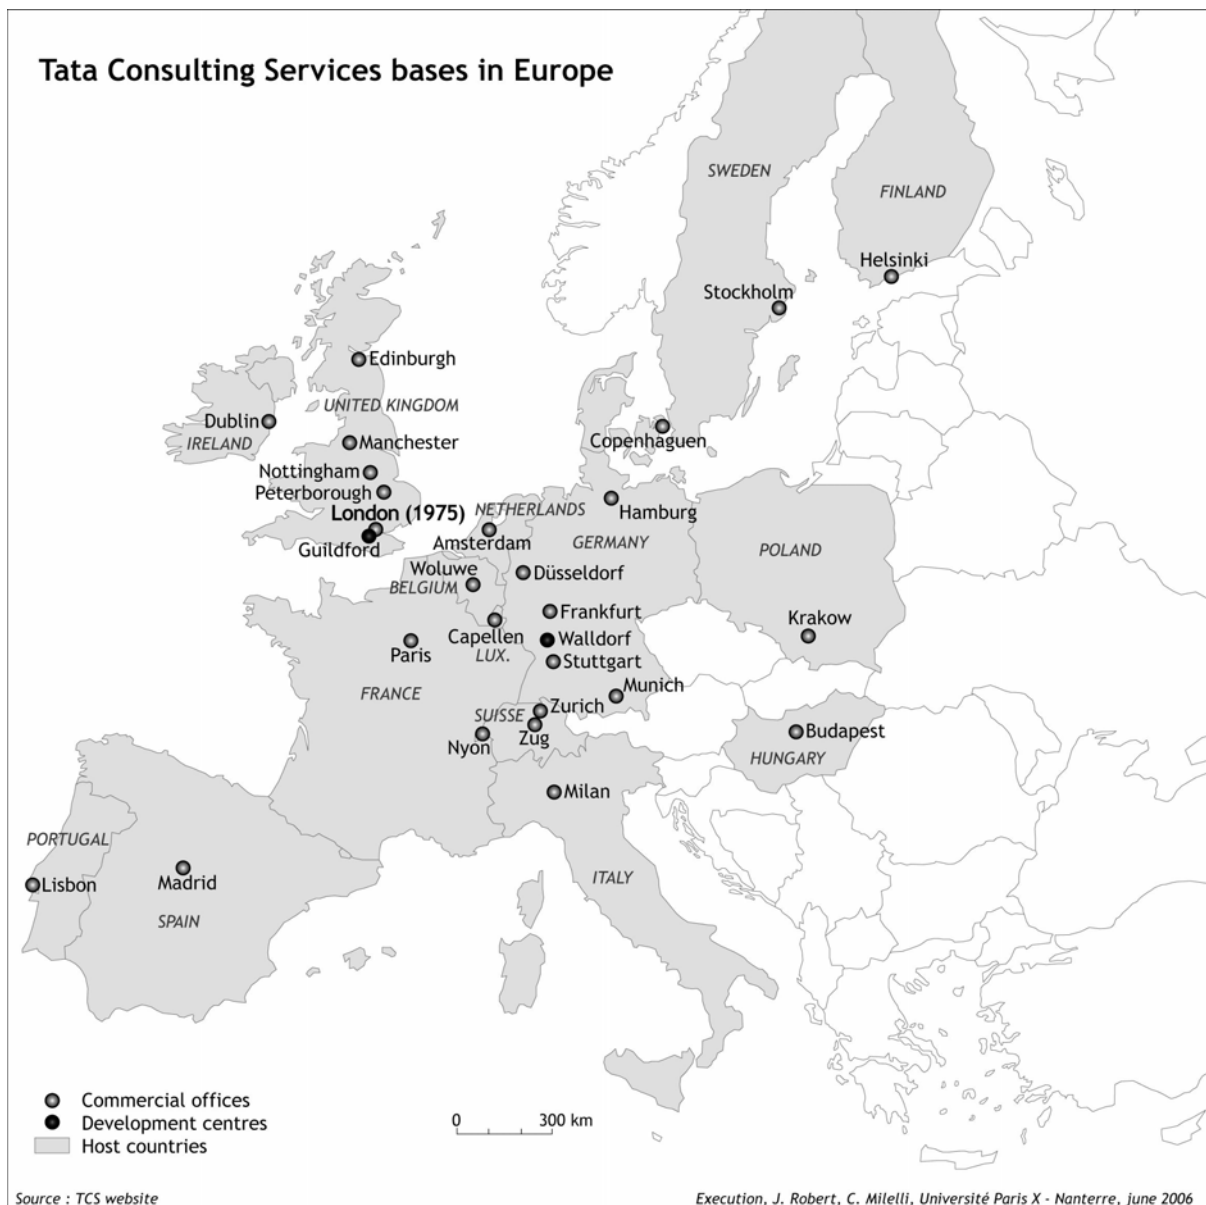 Tata Consulting Services bases in Europe
SWEDEN
FINLAND
Helsinki
Stockholm
Edinburgh
UNITED KINGDOM
Dublin
IRELAND
Manchester
Copenhaguen
Nottingham
Peterborough
London (1975)
Guildford
NETHERLANDS
Hamburg
Amsterdam
GERMANY
POLAND
Woluwe
BELGIUM
Düsseldorf
Frankfurt
Krakow
Capellen
Walldorf
LUX.
Paris
Stuttgart
FRANCE
Munich
SUISSE
Zurich
Zug
Nyon
Budapest
HUNGARY
Milan
PORTUGAL
Lisbon
Madrid
SPAIN
ITALY
Commercial offices
Development centres
Host countries
0 300 km
Source : TCS website
Execution, J. Robert, C. Milelli, Université Paris X - Nanterre, june 2006